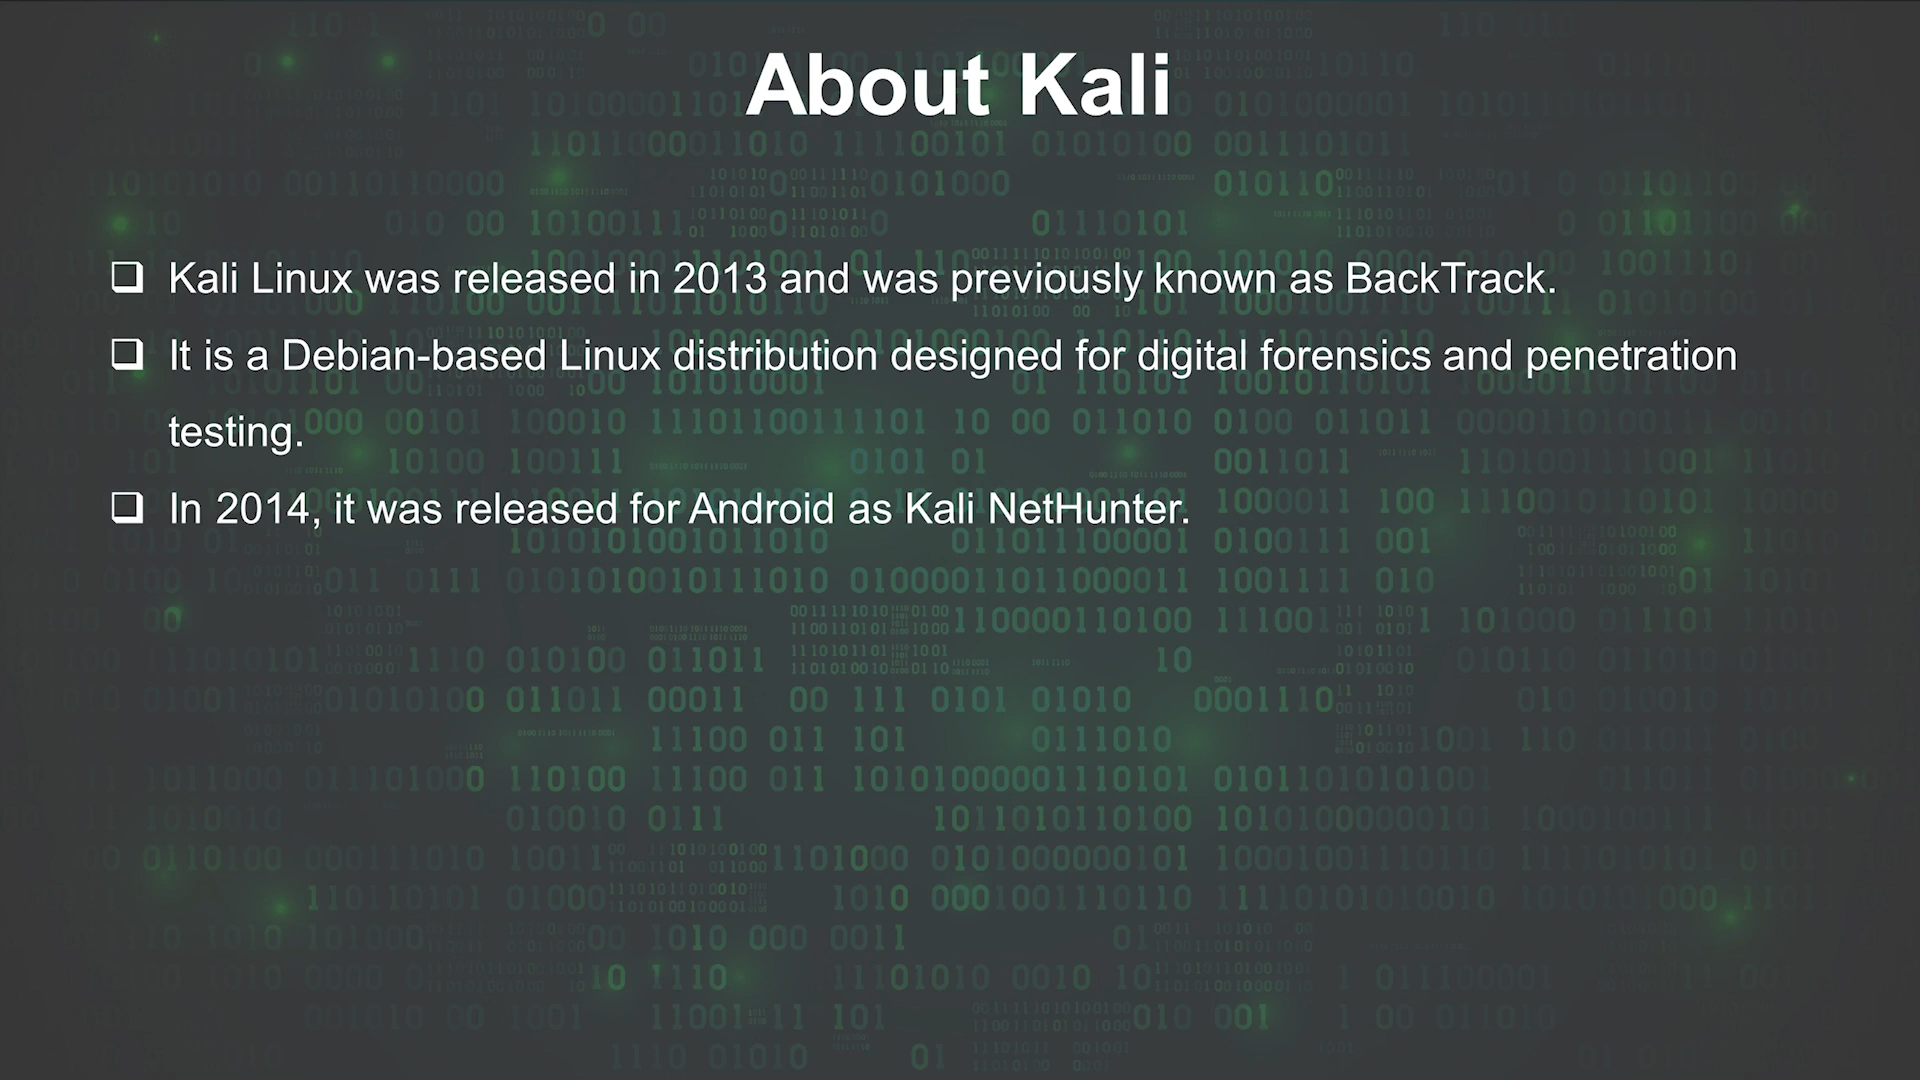 About Kali
❑ Kali Linux was released in 2013 and was previously known as BackTrack.
❑ It is a Debian-based Linux distribution designed for digital forensics and penetration
testing.
❑ In 2014, it was released for Android as Kali NetHunter.